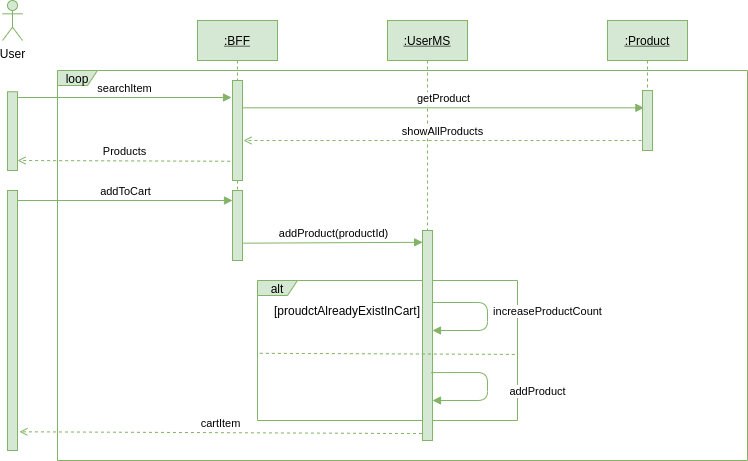 User
:BFF
:UserMS
:Product
loop
searchItem
getProduct
showAllProducts
Products
addToCart
addProduct(productId)
alt
[proudctAlreadyExistInCart]
increaseProductCount
addProduct
cartItem